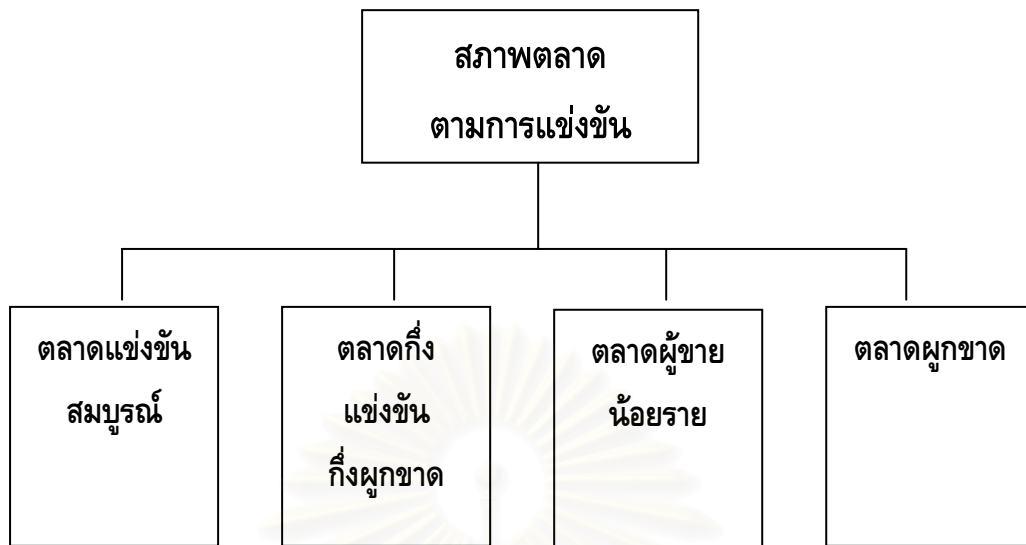 สภาพตลาด
ตามการแข่งขัน
ตลาดแข่งขัน
สมบูรณ์
ตลาดกึ่ง
แข่งขัน
กึ่งผูกขาด
ตลาดผู้ขาย
น้อยราย
ตลาดผูกขาด